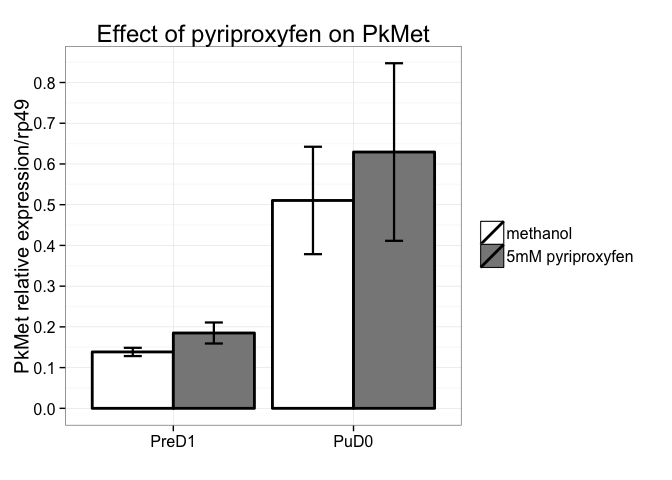 Effect of pyriproxyfen on PkMet
PkMet relative expression/rp49
0.8
0.7
0.6
0.5
0.4
0.3
0.2
0.1
0.0
PreD1
PuD0
methanol
5mM pyriproxyfen